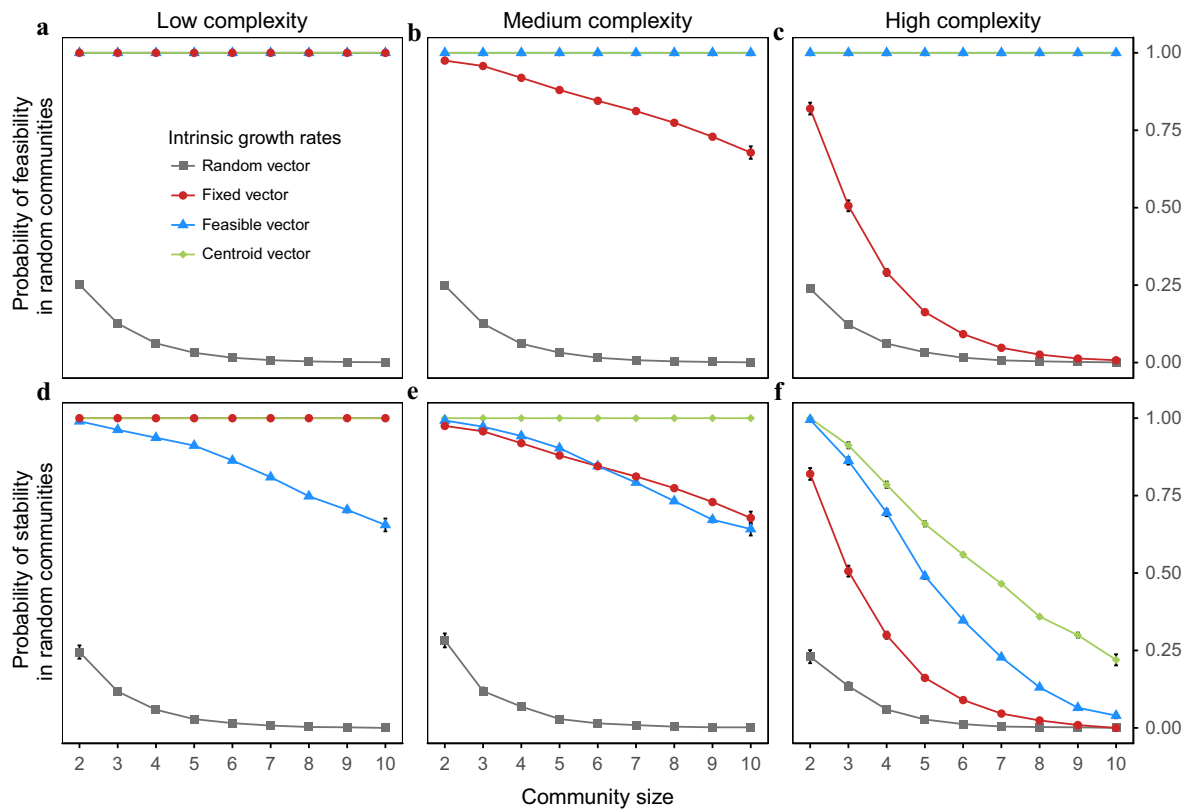 Low complexity
Medium complexity
High complexity
a
b
c
Probability of feasibility
in random communities
Intrinsic growth rates
Random vector
Fixed vector
Feasible vector
Centroid vector
1.00
0.75
0.50
0.25
0.00
d
e
f
Probability of stability
in random communities
1.00
0.75
0.50
0.25
0.00
2 3 4 5 6 7 8 9 10
2 3 4 5 6 7 8 9 10
2 3 4 5 6 7 8 9 10
Community size